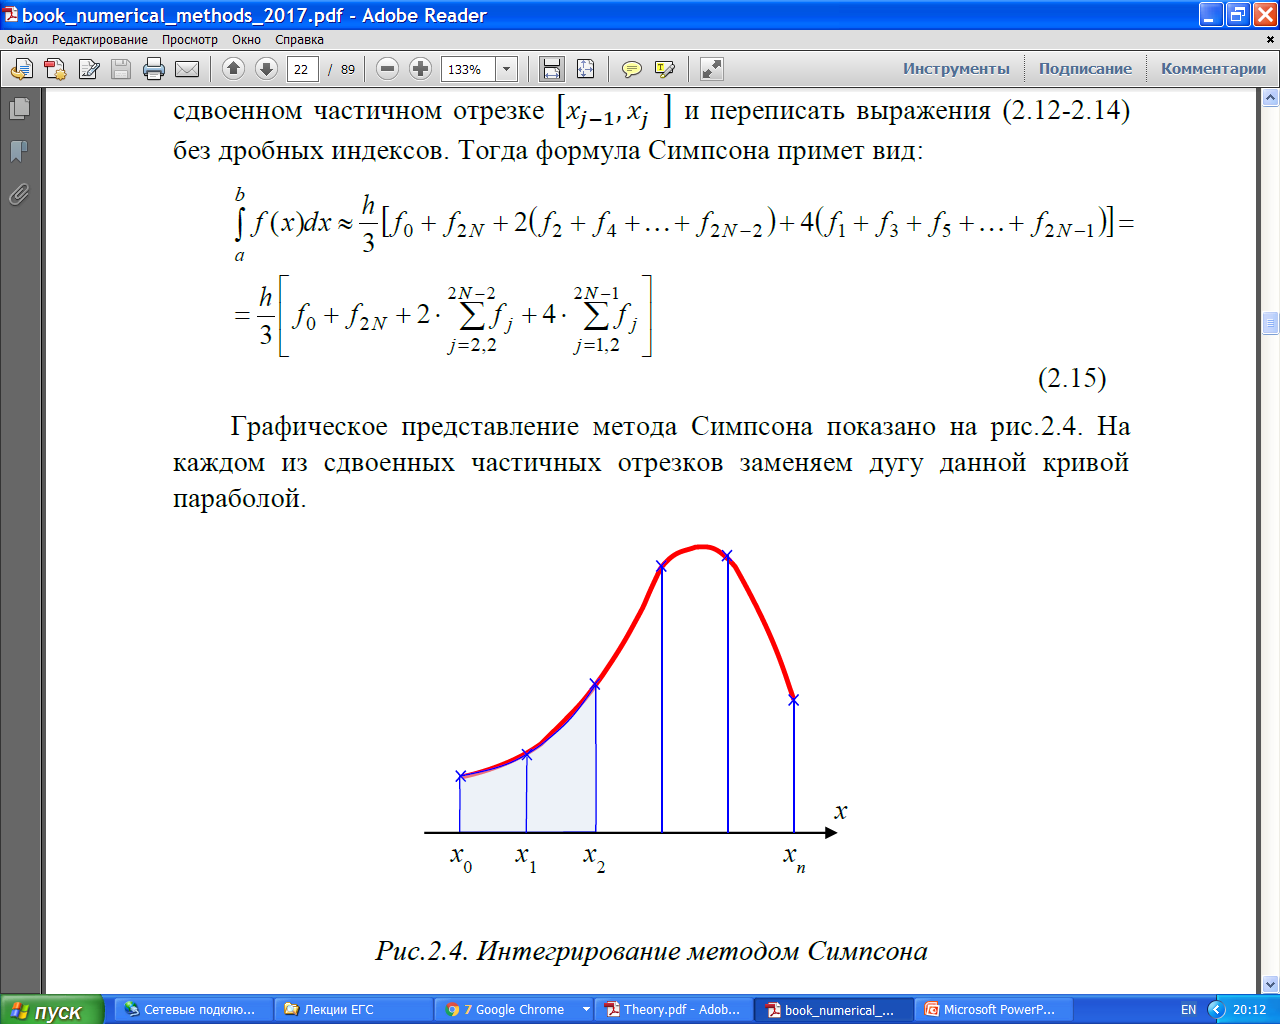 book_numerical_methods_2017.pdf - Adobe Reader
Файл Редактирование Просмотр Окно Справка
22 / 89 133% Инструменты Подписание Комментарии
сдвоенном частичном отрезке [x_{j−1}, x_j ] и переписать выражения (2.12-2.14)
без дробных индексов. Тогда формула Симпсона примет вид:
∫_a^b f(x)dx ≈ h/3 [f_0 + f_{2N} + 2(f_2 + f_4 + … + f_{2N−2}) + 4(f_1 + f_3 + f_5 + … + f_{2N−1})] =
= h/3 [f_0 + f_{2N} + 2 · ∑_{j=2,2}^{2N−2} f_j + 4 · ∑_{j=1,2}^{2N−1} f_j]
(2.15)
Графическое представление метода Симпсона показано на рис.2.4. На
каждом из сдвоенных частичных отрезков заменяем дугу данной кривой
параболой.
x
x_0 x_1 x_2 x_n
Рис.2.4. Интегрирование методом Симпсона
пуск Сетевые подклю... Лекции ЕГС 7 Google Chrome Theory.pdf - Adob... book_numerical_... Microsoft PowerP... EN 20:12